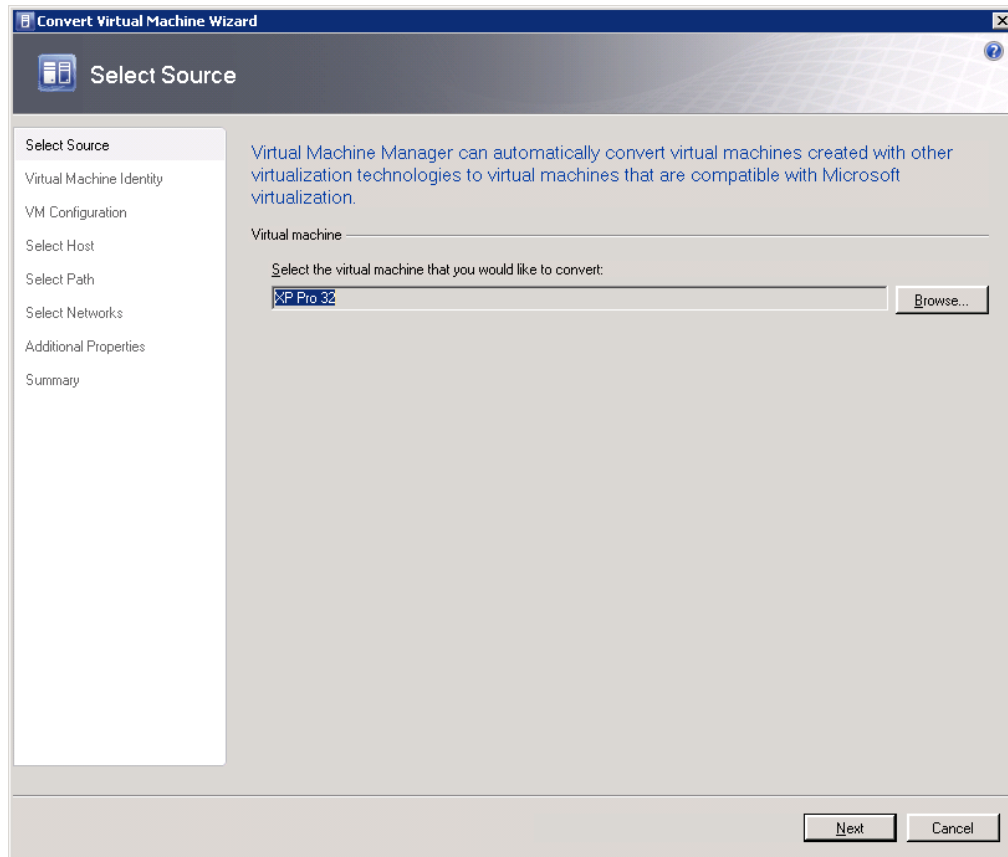 Convert Virtual Machine Wizard
Select Source
Select Source
Virtual Machine Identity
VM Configuration
Select Host
Select Path
Select Networks
Additional Properties
Summary
Virtual Machine Manager can automatically convert virtual machines created with other
virtualization technologies to virtual machines that are compatible with Microsoft
virtualization.
Virtual machine
Select the virtual machine that you would like to convert:
XP Pro 32
Browse...
Next
Cancel